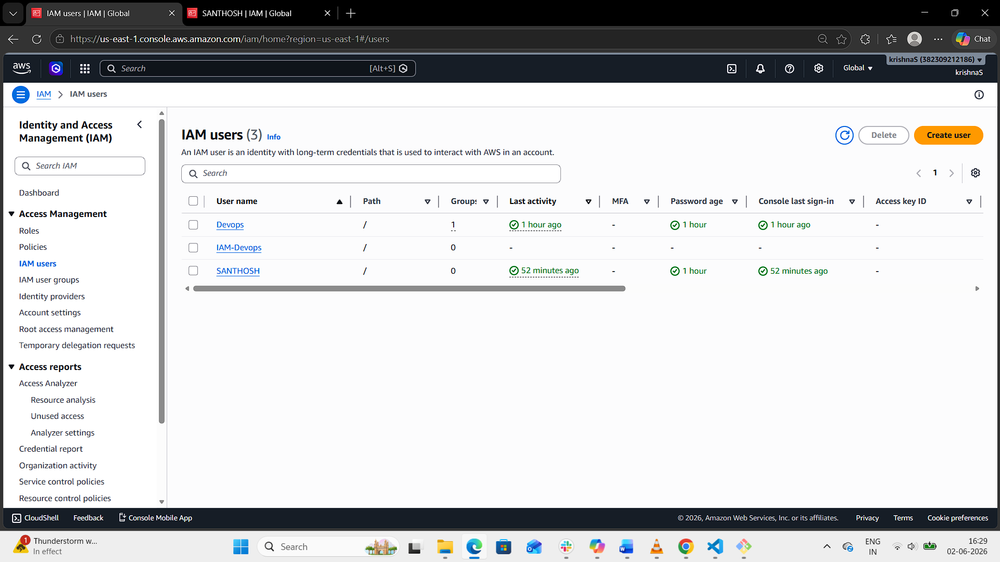 IAM users | IAM | Global
SANTHOSH | IAM | Global
https://us-east-1.console.aws.amazon.com/iam/home?region=us-east-1#/users
Chat
aws
Search
[Alt+S]
Global
krishnaS (382309212186)
krishnaS
IAM
IAM users
Identity and Access
Management (IAM)
Search IAM
Dashboard
Access Management
Roles
Policies
IAM users
IAM user groups
Identity providers
Account settings
Root access management
Temporary delegation requests
Access reports
Access Analyzer
Resource analysis
Unused access
Analyzer settings
Credential report
Organization activity
Service control policies
Resource control policies
IAM users (3) Info
Delete
Create user
An IAM user is an identity with long-term credentials that is used to interact with AWS in an account.
Search
1
User name Path Groups Last activity MFA Password age Console last sign-in Access key ID
Devops / 1 1 hour ago - 1 hour 1 hour ago -
IAM-Devops / 0 - - - - -
SANTHOSH / 0 52 minutes ago - 1 hour 52 minutes ago -
CloudShell
Feedback
Console Mobile App
© 2026, Amazon Web Services, Inc. or its affiliates.
Privacy
Terms
Cookie preferences
1
Thunderstorm w...
In effect
Search
ENG
IN
16:29
02-06-2026